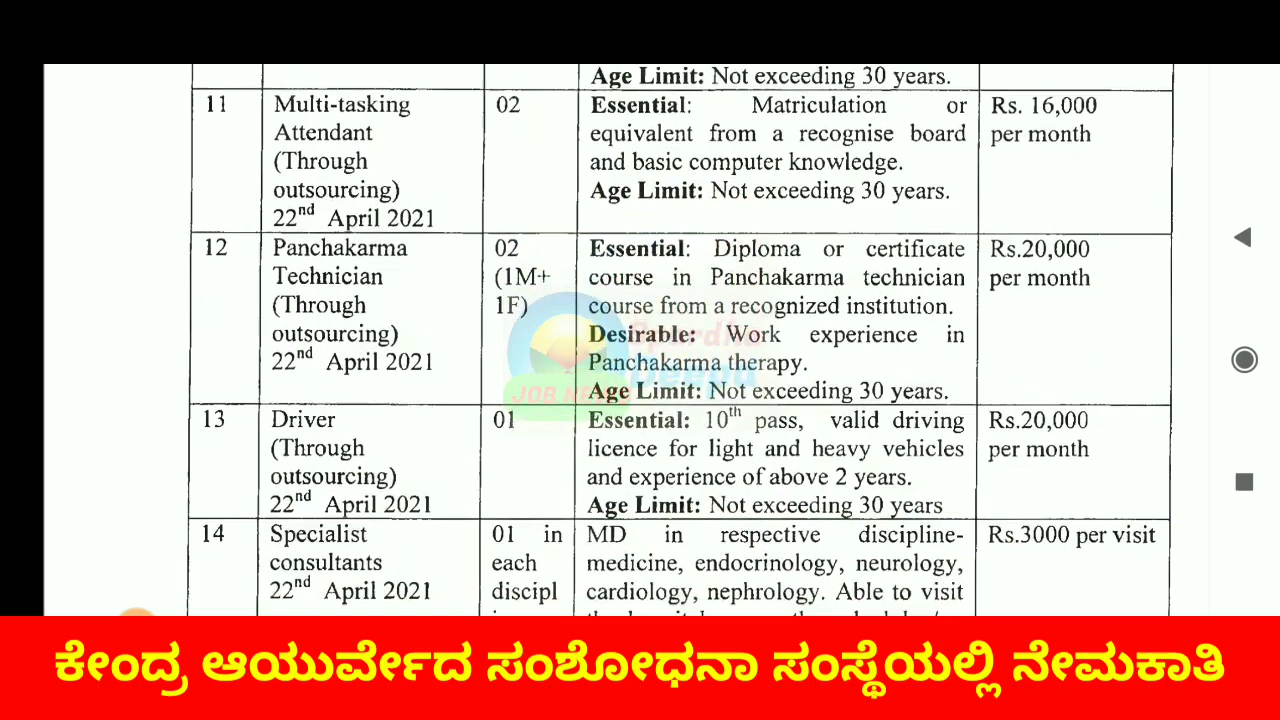 Age Limit: Not exceeding 30 years.
11 Multi-tasking 02 Essential: Matriculation or Rs. 16,000
Attendant equivalent from a recognise board per month
(Through and basic computer knowledge.
outsourcing) Age Limit: Not exceeding 30 years.
22nd April 2021
12 Panchakarma 02 Essential: Diploma or certificate Rs.20,000
Technician (1M+ course in Panchakarma technician per month
(Through 1F) course from a recognized institution.
outsourcing) Desirable: Work experience in
22nd April 2021 Panchakarma therapy.
Age Limit: Not exceeding 30 years.
13 Driver 01 Essential: 10th pass, valid driving Rs.20,000
(Through licence for light and heavy vehicles per month
outsourcing) and experience of above 2 years.
22nd April 2021 Age Limit: Not exceeding 30 years
14 Specialist 01 in MD in respective discipline- Rs.3000 per visit
consultants each medicine, endocrinology, neurology,
22nd April 2021 discipl cardiology, nephrology. Able to visit
Spardha
Deepa
JOB NEWS
ಕೇಂದ್ರ ಆಯುರ್ವೇದ ಸಂಶೋಧನಾ ಸಂಸ್ಥೆಯಲ್ಲಿ ನೇಮಕಾತಿ